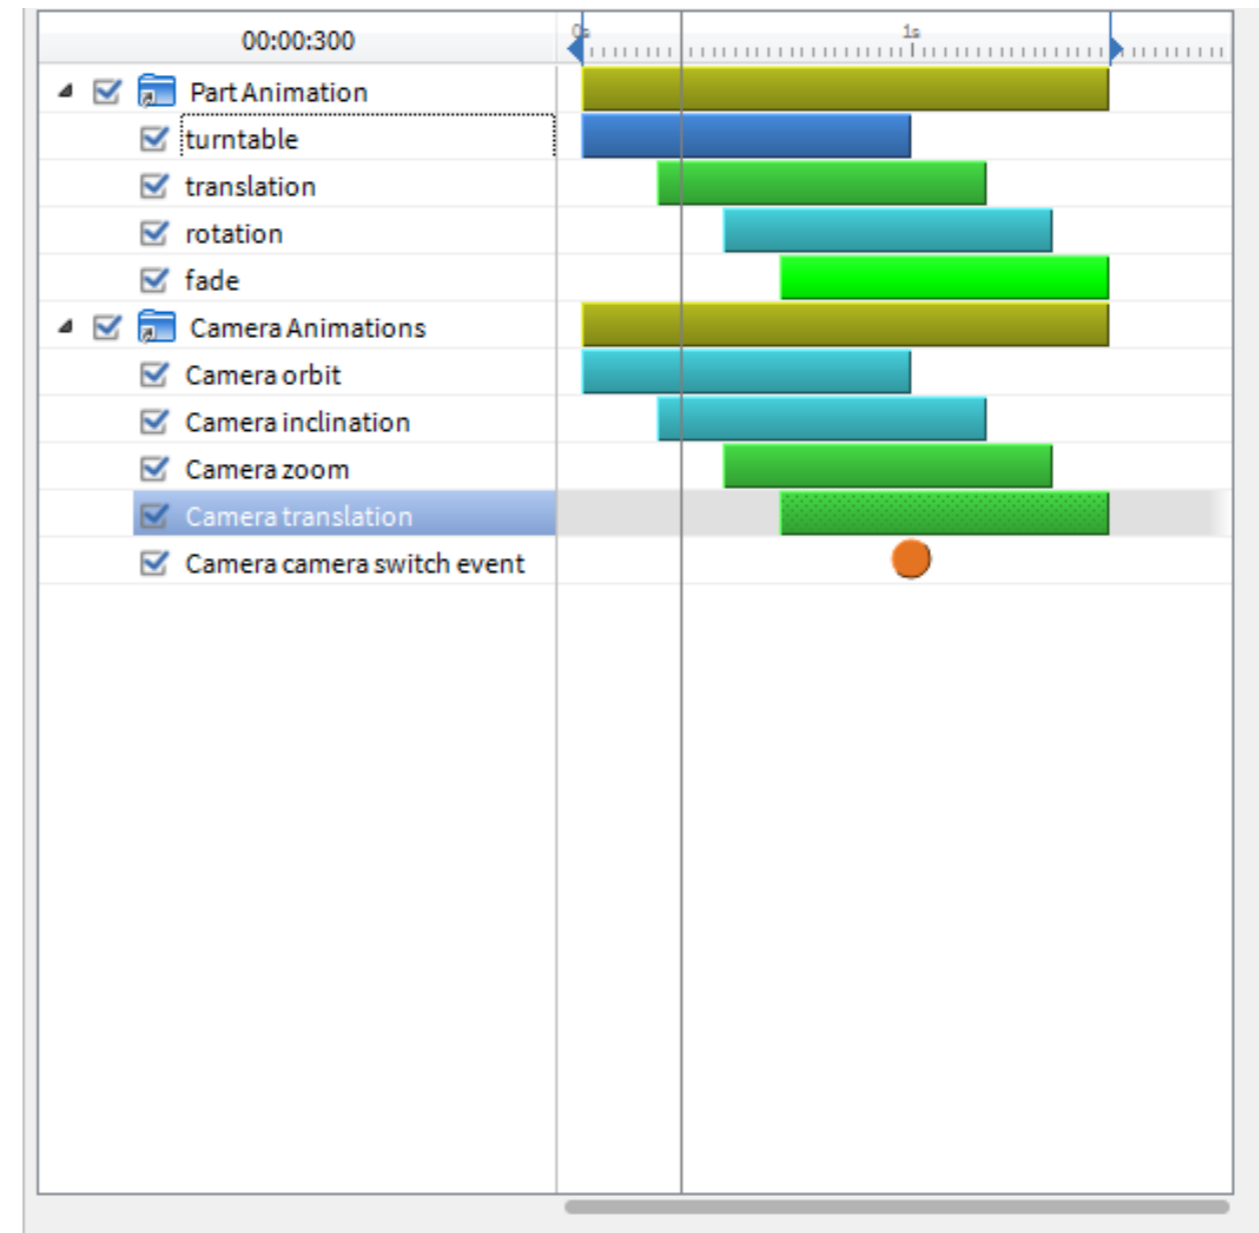 00:00:300
0s 1s
Part Animation
turntable
translation
rotation
fade
Camera Animations
Camera orbit
Camera inclination
Camera zoom
Camera translation
Camera camera switch event